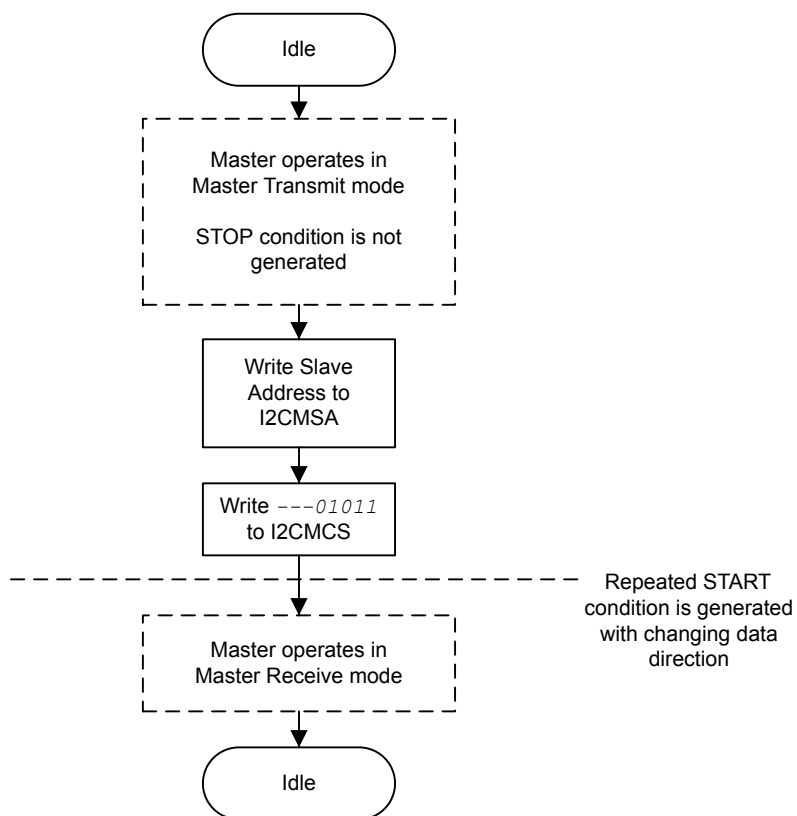 Idle
Master operates in
Master Transmit mode
STOP condition is not
generated
Write Slave
Address to
I2CMSA
Write ---01011
to I2CMCS
Repeated START
condition is generated
with changing data
direction
Master operates in
Master Receive mode
Idle